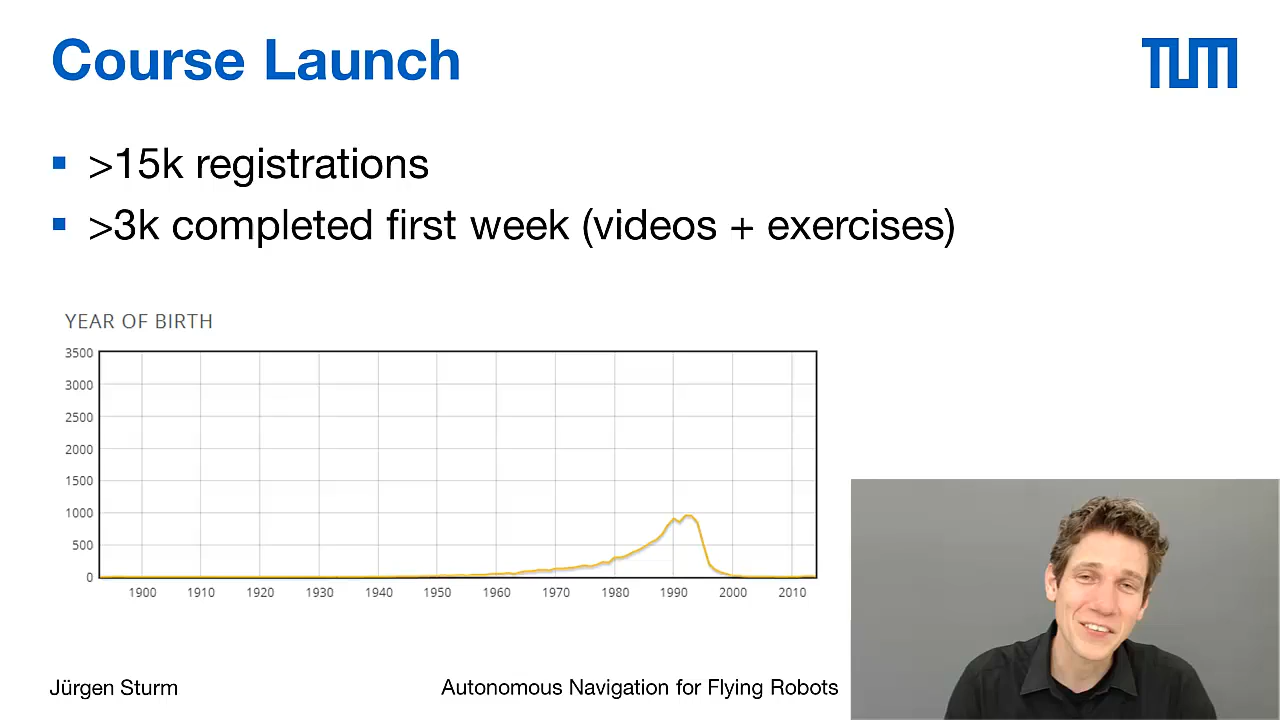 Course Launch
TUM
>15k registrations
>3k completed first week (videos + exercises)
YEAR OF BIRTH
3500
3000
2500
2000
1500
1000
500
0
1900 1910 1920 1930 1940 1950 1960 1970 1980 1990 2000 2010
Jürgen Sturm
Autonomous Navigation for Flying Robots